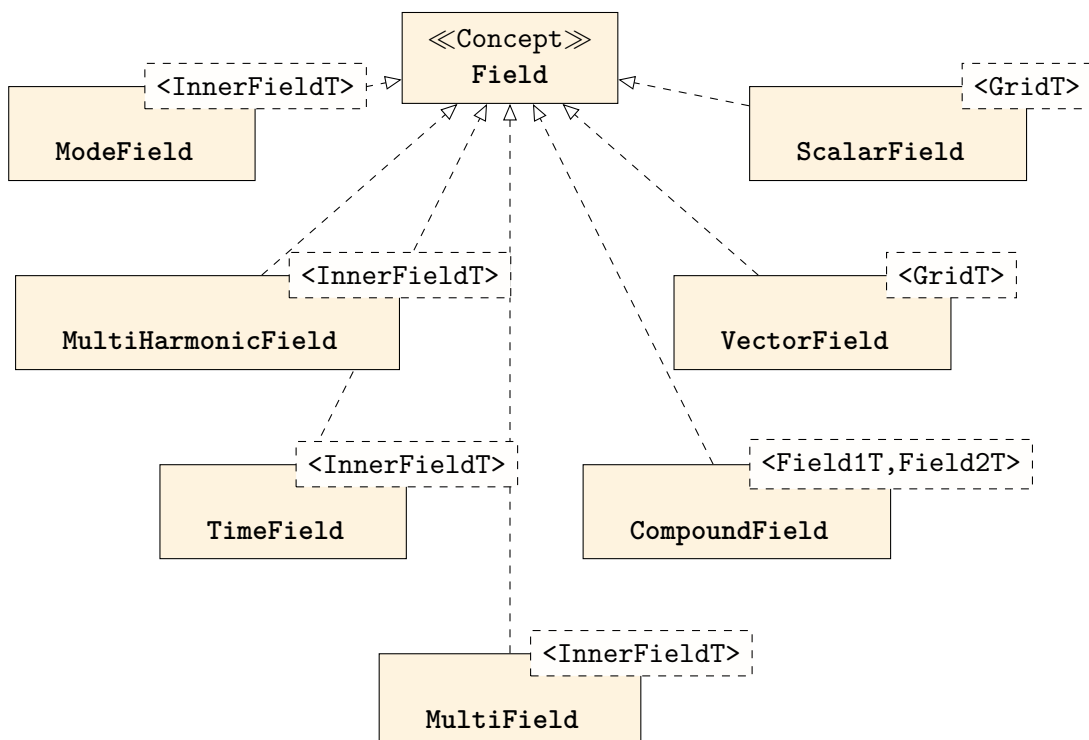 ≪Concept≫
Field
<InnerFieldT>
ModeField
<GridT>
ScalarField
<InnerFieldT>
MultiHarmonicField
<GridT>
VectorField
<InnerFieldT>
TimeField
<Field1T,Field2T>
CompoundField
<InnerFieldT>
MultiField